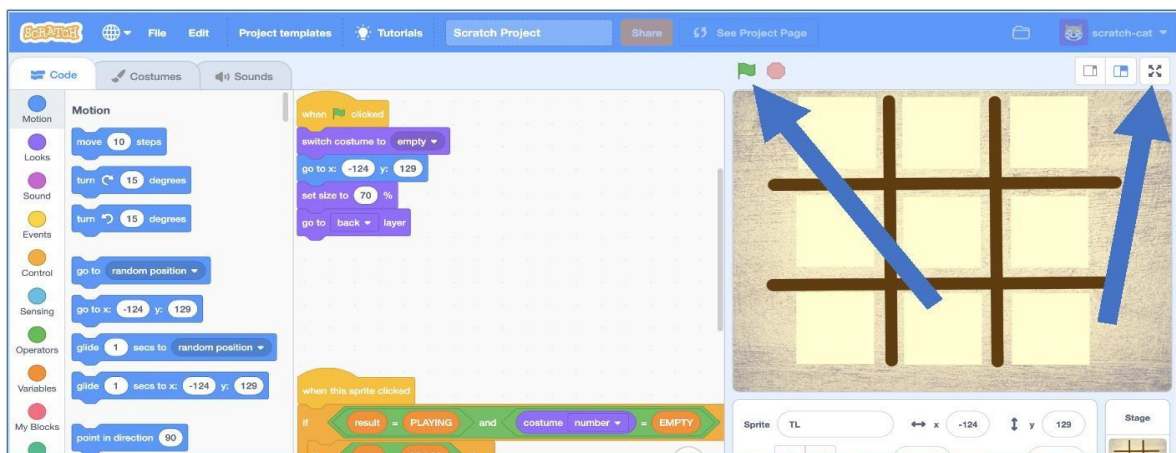 SCRATCH File Edit Project templates Tutorials Scratch Project Share See Project Page scratch-cat
Code Costumes Sounds
Motion
Looks
Sound
Events
Control
Sensing
Operators
Variables
My Blocks
Motion
move 10 steps
turn 15 degrees
turn 15 degrees
go to random position
go to x: -124 y: 129
glide 1 secs to random position
glide 1 secs to x: -124 y: 129
point in direction 90
when clicked
switch costume to empty
go to x: -124 y: 129
set size to 70 %
go to back layer
when this sprite clicked
if result = PLAYING and costume number = EMPTY
Sprite TL x -124 y 129
Stage